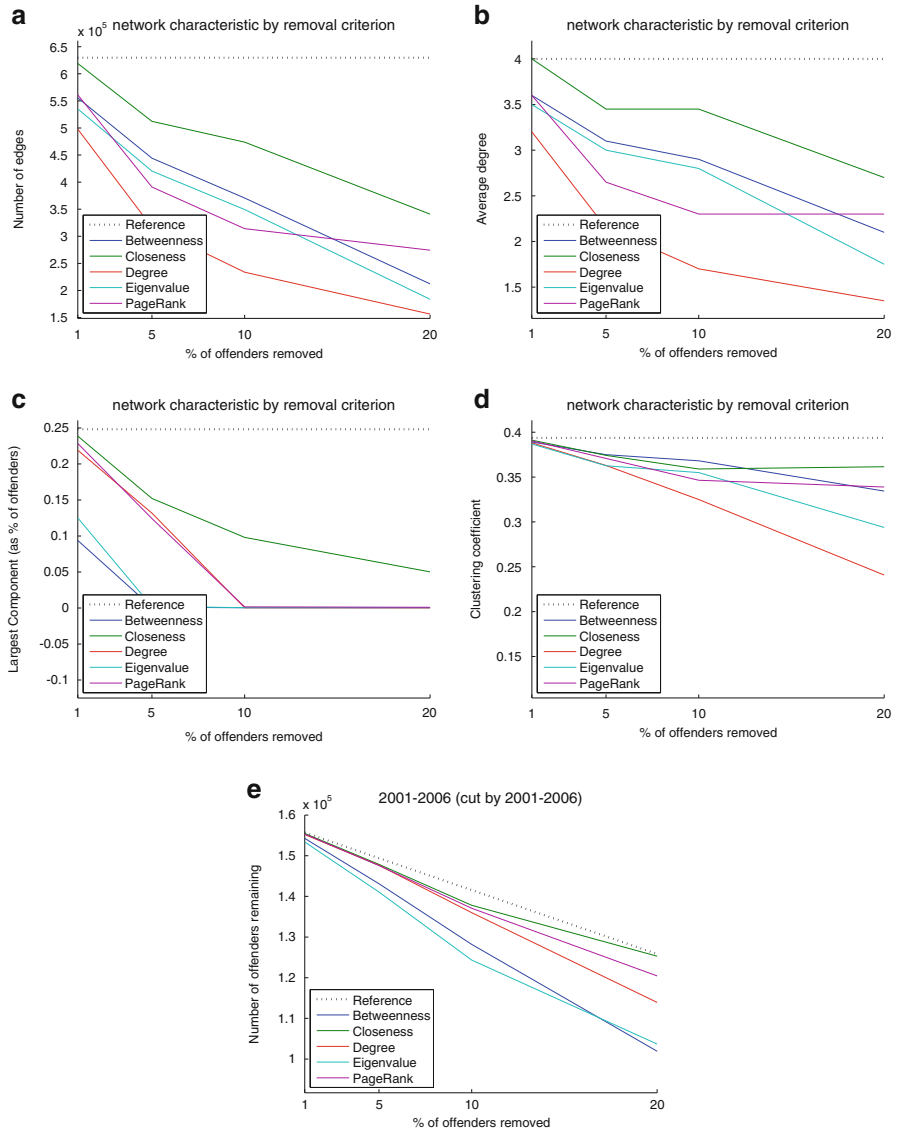 a
x 10⁵
network characteristic by removal criterion
6.5
6
5.5
5
4.5
4
3.5
3
2.5
2
1.5
Number of edges
Reference
Betweenness
Closeness
Degree
Eigenvalue
PageRank
1 5 10 20
% of offenders removed
b
network characteristic by removal criterion
4
3.5
3
2.5
2
1.5
Average degree
Reference
Betweenness
Closeness
Degree
Eigenvalue
PageRank
1 5 10 20
% of offenders removed
c
network characteristic by removal criterion
0.25
0.2
0.15
0.1
0.05
0
-0.05
-0.1
Largest Component (as % of offenders)
Reference
Betweenness
Closeness
Degree
Eigenvalue
PageRank
1 5 10 20
% of offenders removed
d
network characteristic by removal criterion
0.4
0.35
0.3
0.25
0.2
0.15
Clustering coefficient
Reference
Betweenness
Closeness
Degree
Eigenvalue
PageRank
1 5 10 20
% of offenders removed
e
x 10⁵
2001-2006 (cut by 2001-2006)
1.6
1.5
1.4
1.3
1.2
1.1
1
Number of offenders remaining
Reference
Betweenness
Closeness
Degree
Eigenvalue
PageRank
1 5 10 20
% of offenders removed